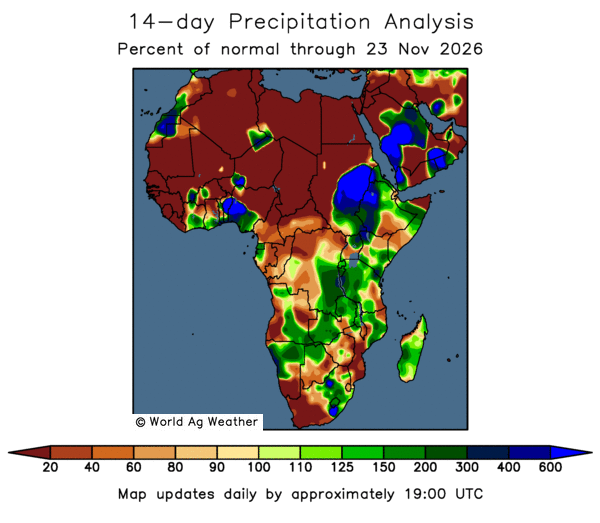 14-day Precipitation Analysis
Percent of normal through 23 Nov 2026
© World Ag Weather
20 40 60 80 90 100 110 125 150 200 300 400 600
Map updates daily by approximately 19:00 UTC